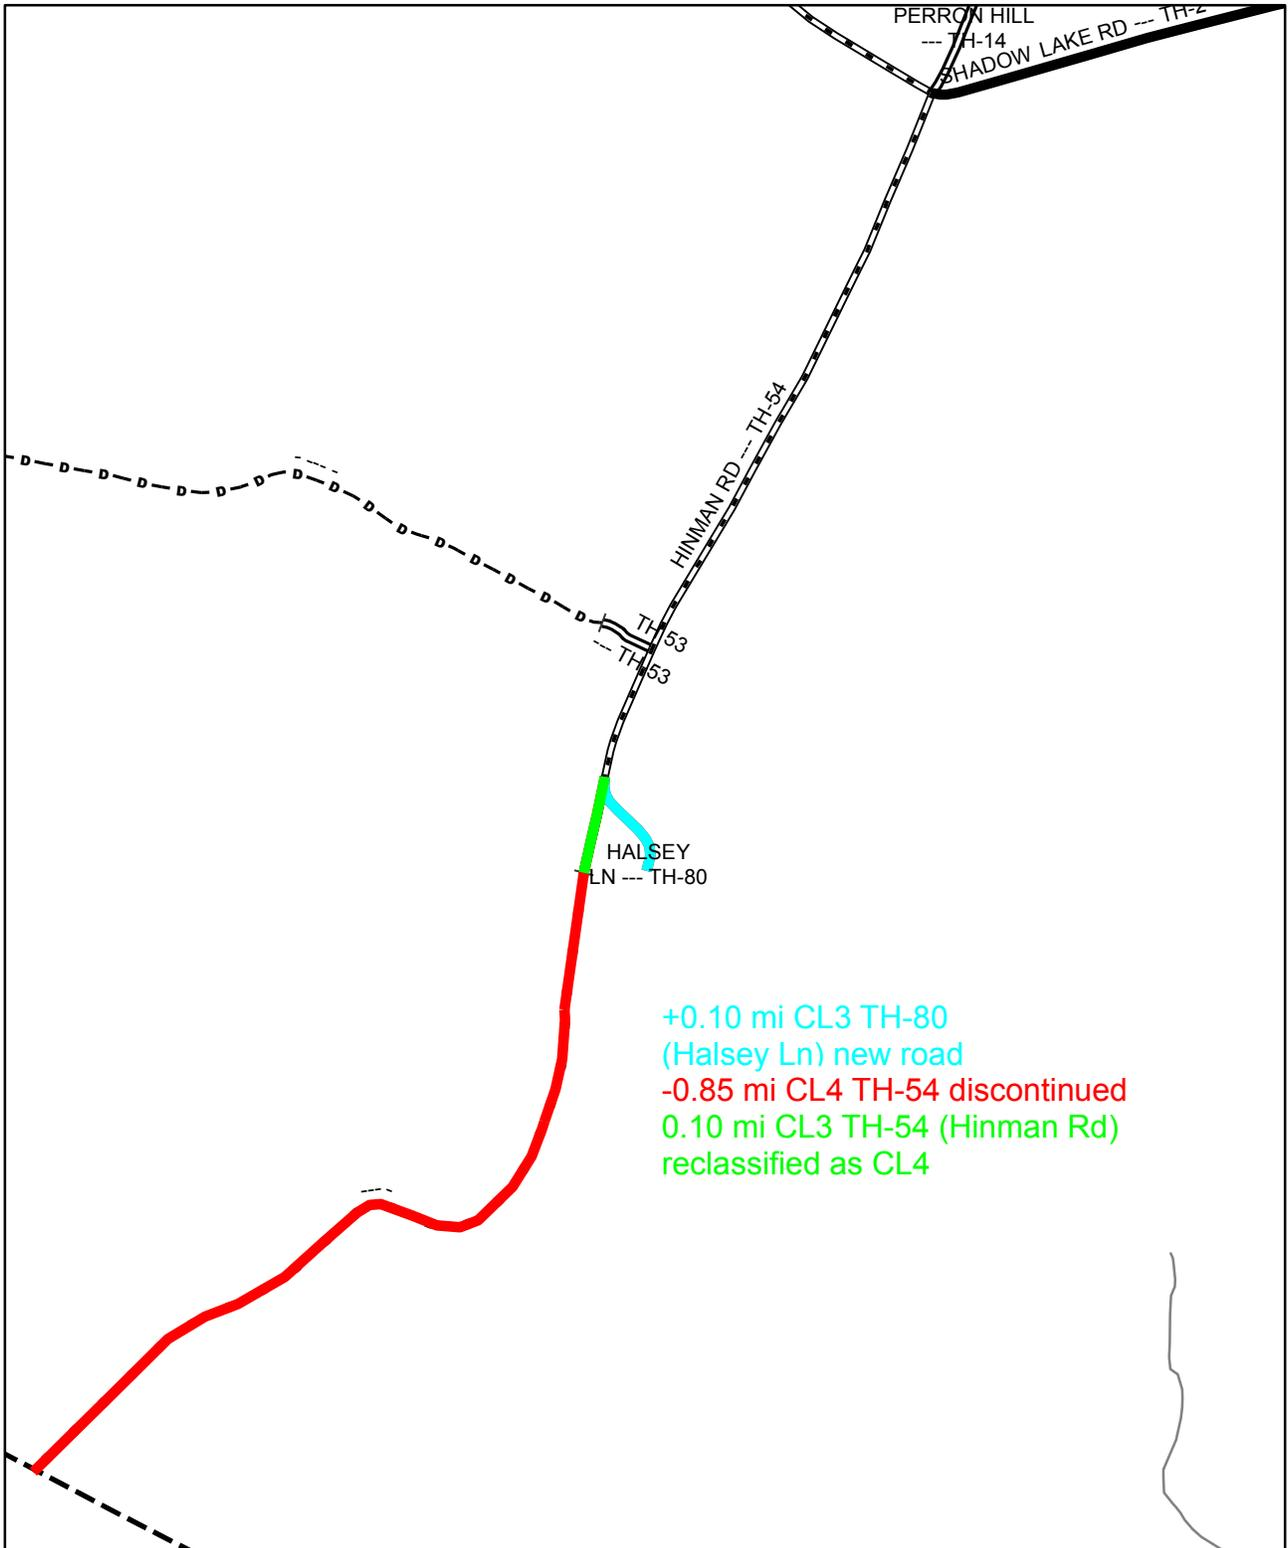 PERRON HILL
--- TH-14
SHADOW LAKE RD --- TH-2
HINMAN RD --- TH-54
D D D D D D D D D D D D D D D
TH-53
--- TH-53
HALSEY
LN --- TH-80
+0.10 mi CL3 TH-80
(Halsey Ln) new road
-0.85 mi CL4 TH-54 discontinued
0.10 mi CL3 TH-54 (Hinman Rd)
reclassified as CL4